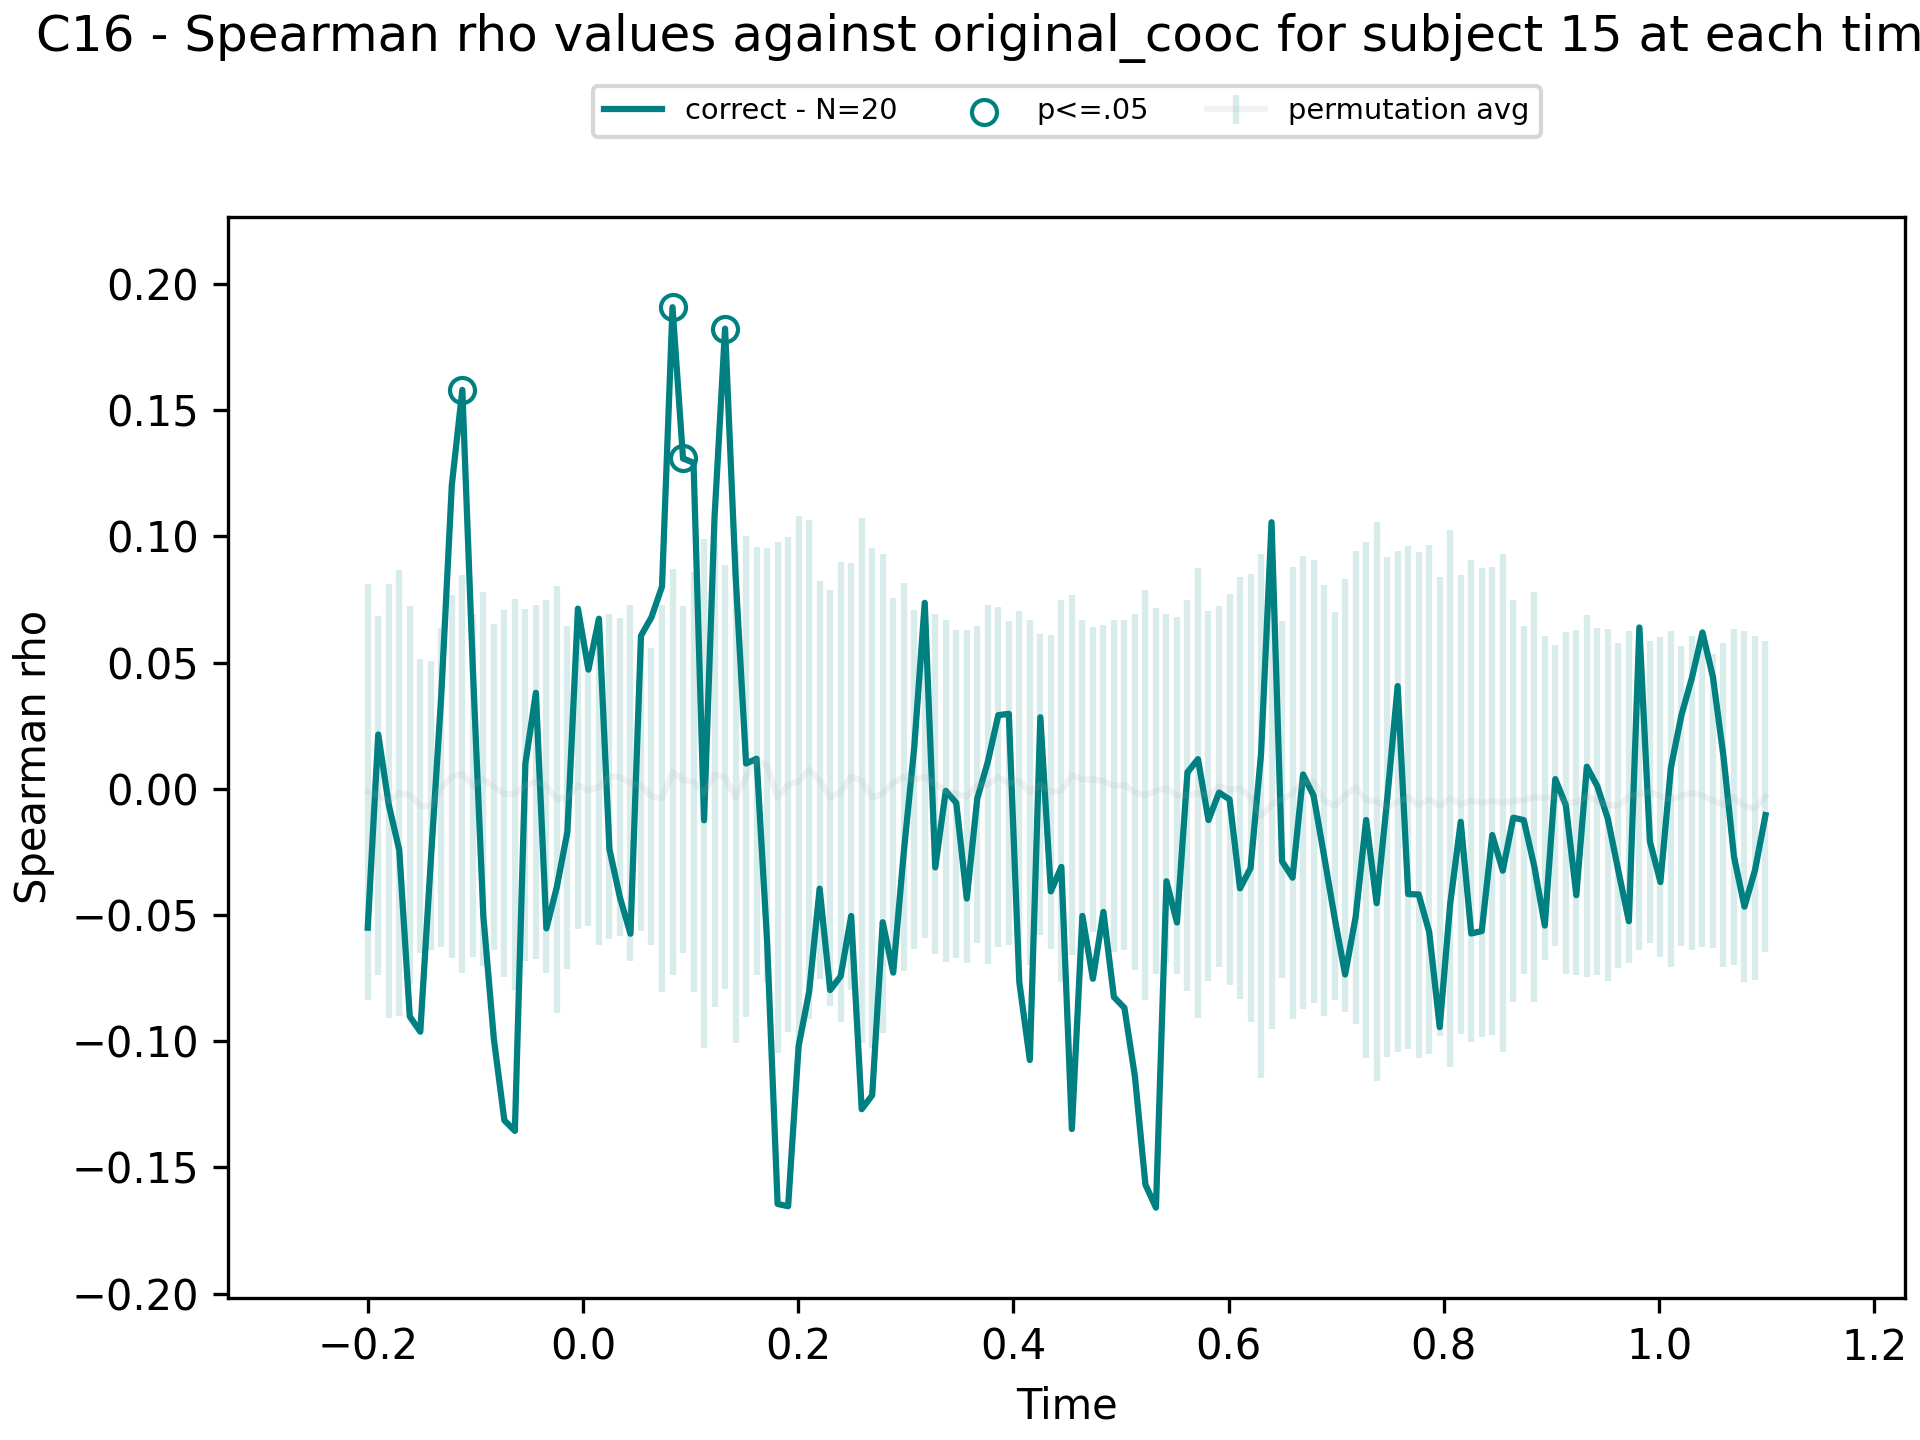 C16 - Spearman rho values against original_cooc for subject 15 at each tim
correct - N=20 p<=.05 permutation avg
0.20
0.15
0.10
0.05
0.00
−0.05
−0.10
−0.15
−0.20
Spearman rho
−0.2 0.0 0.2 0.4 0.6 0.8 1.0 1.2
Time